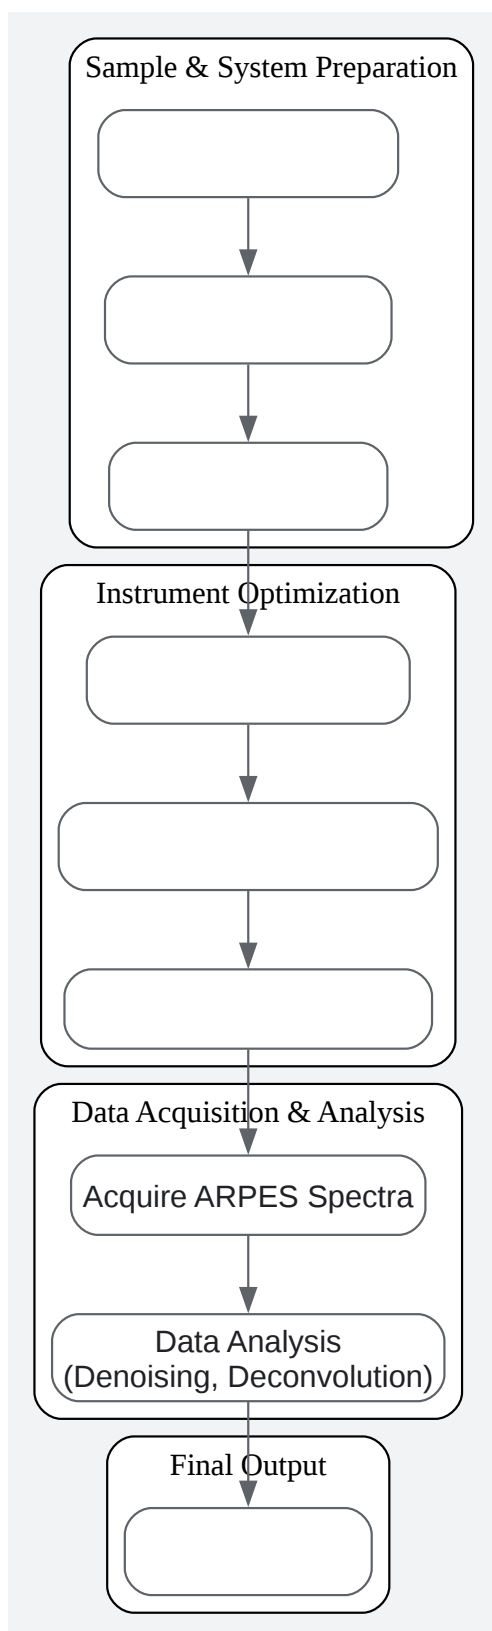 Sample & System Preparation
Instrument Optimization
Data Acquisition & Analysis
Acquire ARPES Spectra
Data Analysis
(Denoising, Deconvolution)
Final Output